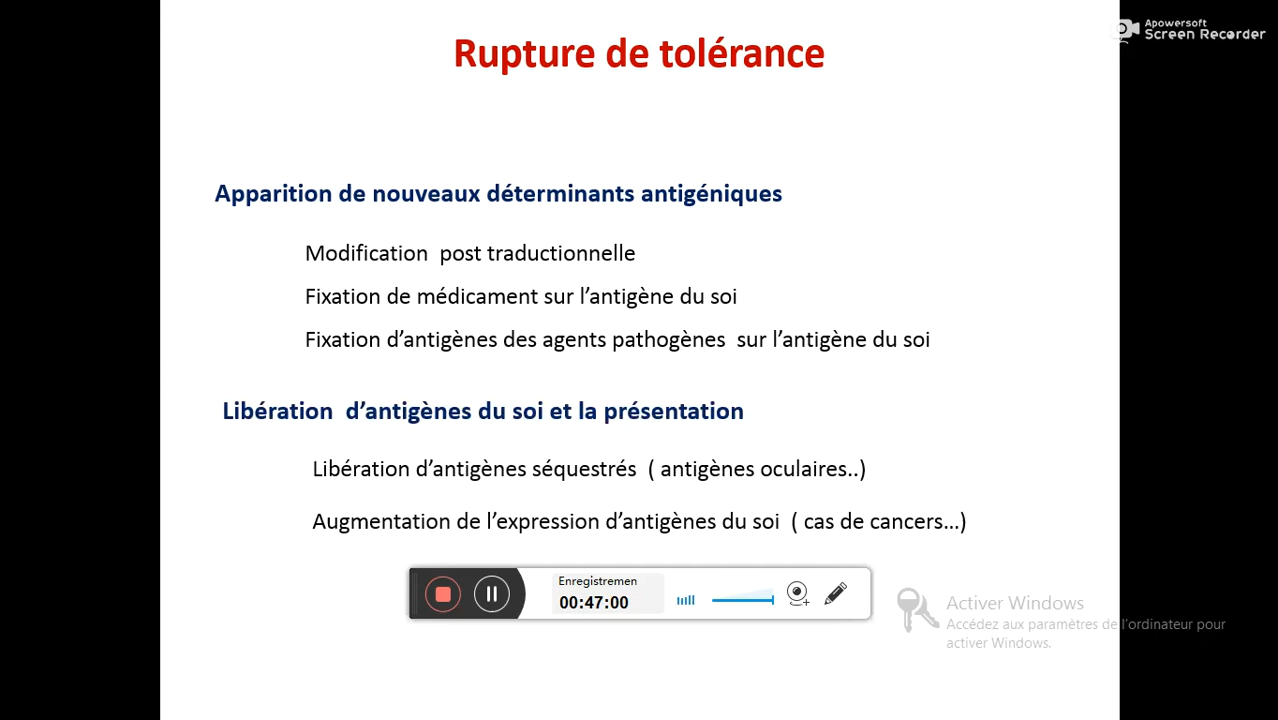 Apowersoft
Screen Recorder
Rupture de tolérance
Apparition de nouveaux déterminants antigéniques
Modification post traductionnelle
Fixation de médicament sur l’antigène du soi
Fixation d’antigènes des agents pathogènes sur l’antigène du soi
Libération d’antigènes du soi et la présentation
Libération d’antigènes séquestrés ( antigènes oculaires..)
Augmentation de l’expression d’antigènes du soi ( cas de cancers...)
Enregistremen
00:47:00
Activer Windows
Accédez aux paramètres de l’ordinateur pour
activer Windows.